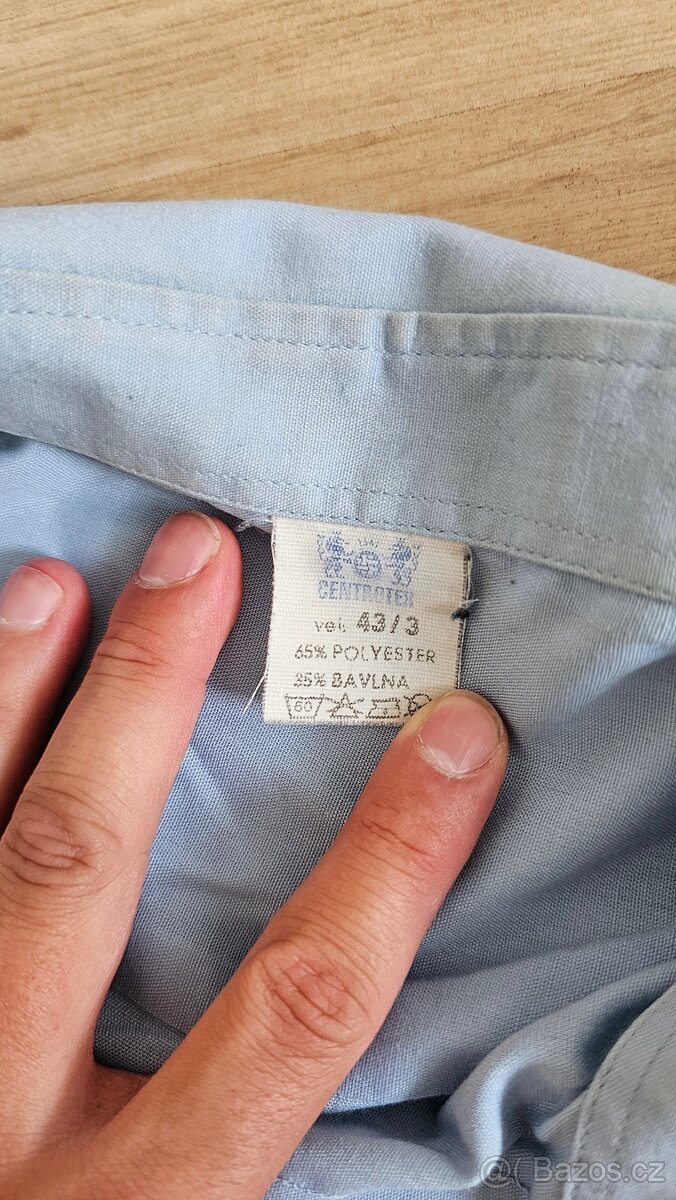 CENTROTEX
vel. 43/3
65% POLYESTER
35% BAVLNA
60
@( Bazos.cz